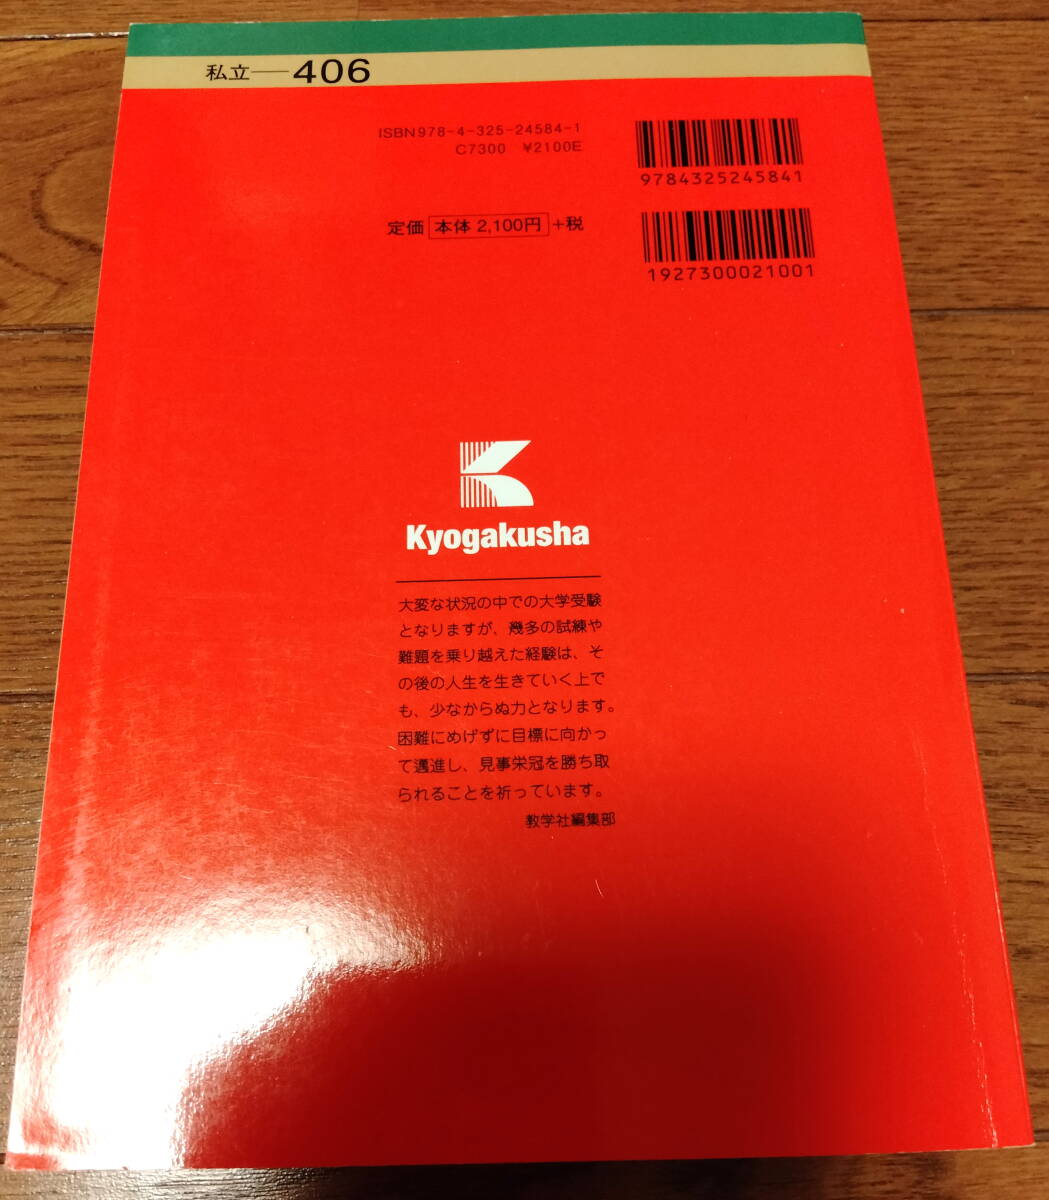 私立―406
ISBN978-4-325-24584-1
C7300 ¥2100E
9784325245841
定価 本体 2,100円 +税
1927300021001
Kyogakusha
大変な状況の中での大学受験
となりますが、幾多の試練や
難題を乗り越えた経験は、そ
の後の人生を生きていく上で
も、少なからぬ力となります。
困難にめげずに目標に向かっ
て邁進し、見事栄冠を勝ち取
られることを祈っています。
教学社編集部